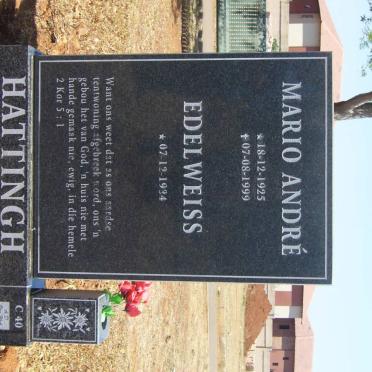 MARIO ANDRÉ
★18-12-1925
✝07-08-1999
EDELWEISS
★07-12-1934
Want ons weet dat as ons aardse
tentwoning afgebreek word, ons 'n
gebou het van God, 'n huis nie met
hande gemaak nie, ewig, in die hemele
2 Kor 5 : 1
HATTINGH
C 40